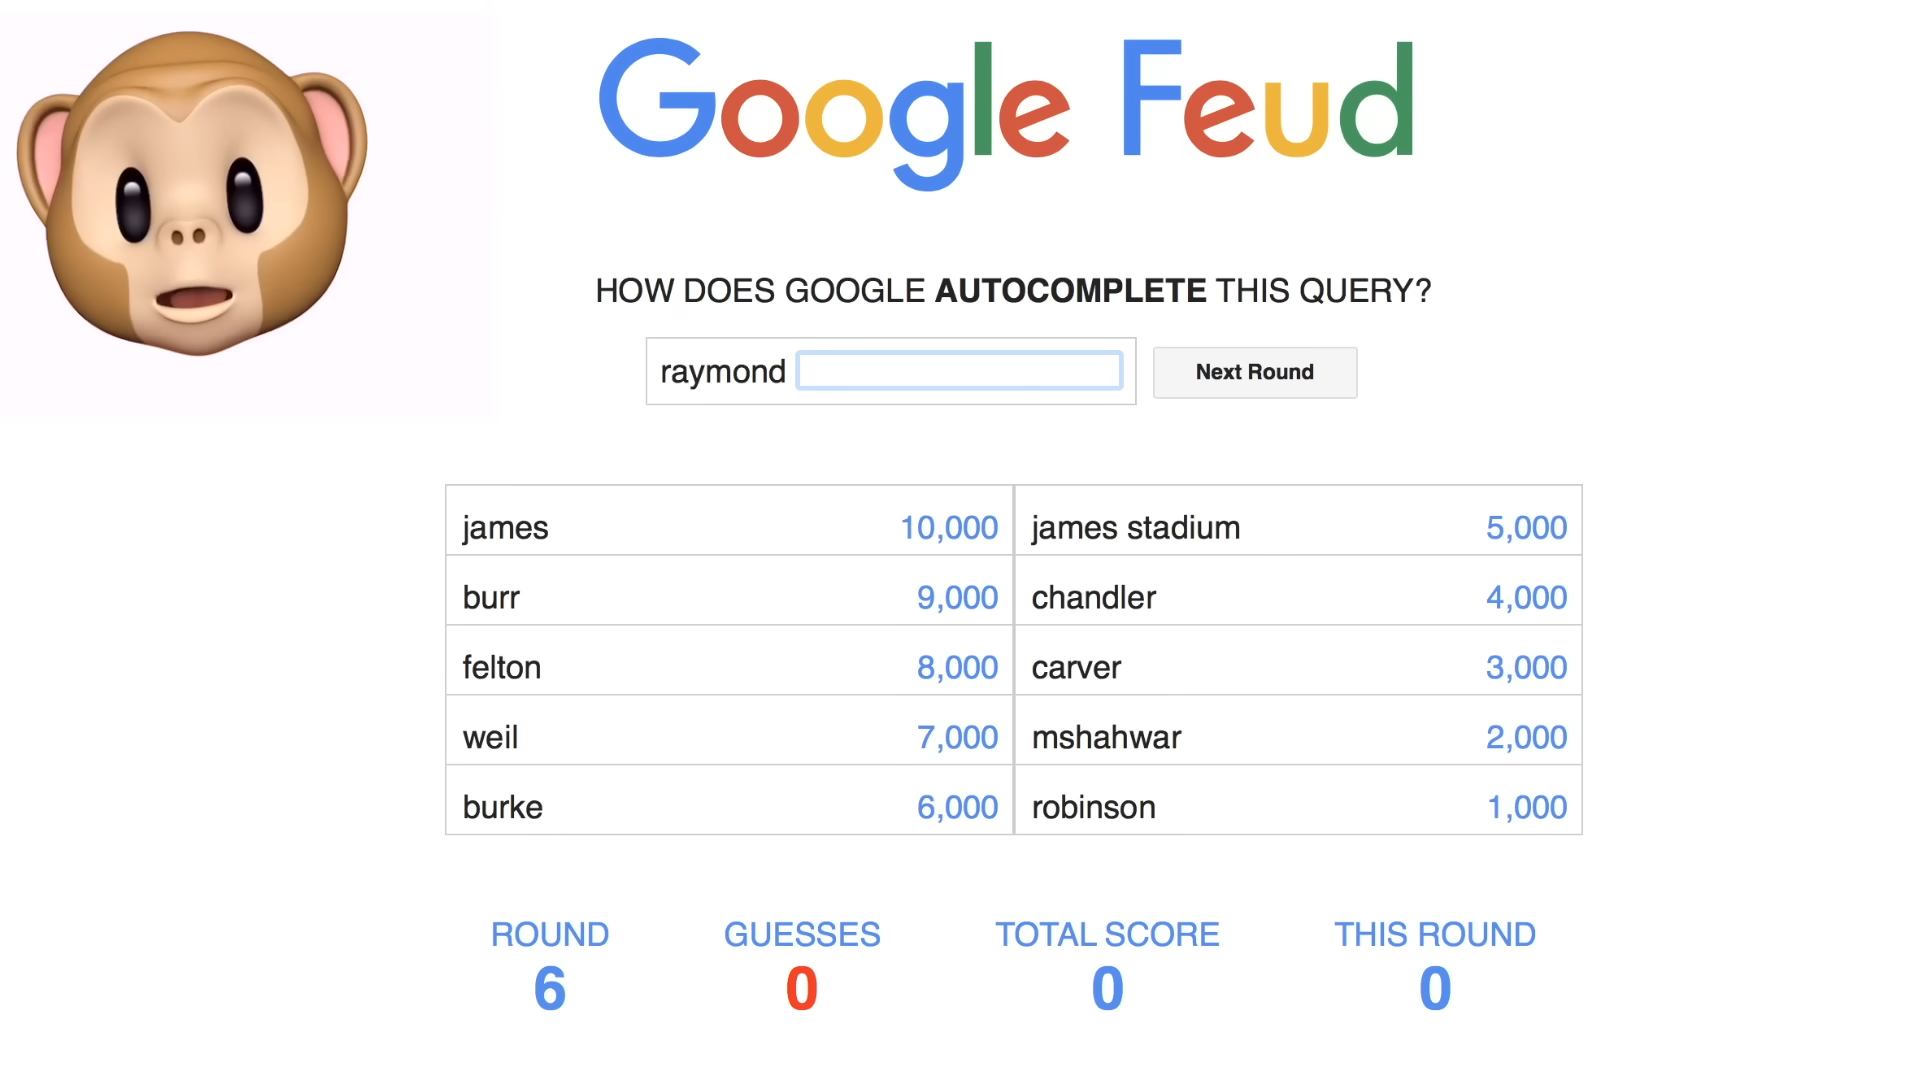 Google Feud
HOW DOES GOOGLE AUTOCOMPLETE THIS QUERY?
raymond
Next Round
james 10,000
burr 9,000
felton 8,000
weil 7,000
burke 6,000
james stadium 5,000
chandler 4,000
carver 3,000
mshahwar 2,000
robinson 1,000
ROUND
6
GUESSES
0
TOTAL SCORE
0
THIS ROUND
0